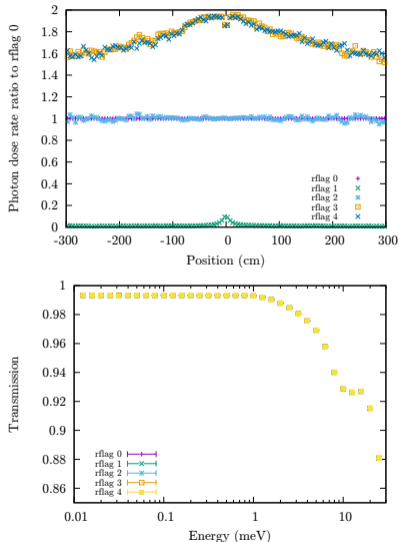 2
1.8
1.6
1.4
1.2
1
0.8
0.6
0.4
0.2
0
Photon dose rate ratio to rflag 0
rflag 0
rflag 1
rflag 2
rflag 3
rflag 4
-300 -200 -100 0 100 200 300
Position (cm)
1
0.98
0.96
0.94
0.92
0.9
0.88
0.86
Transmission
rflag 0
rflag 1
rflag 2
rflag 3
rflag 4
0.01 0.1 1 10
Energy (meV)